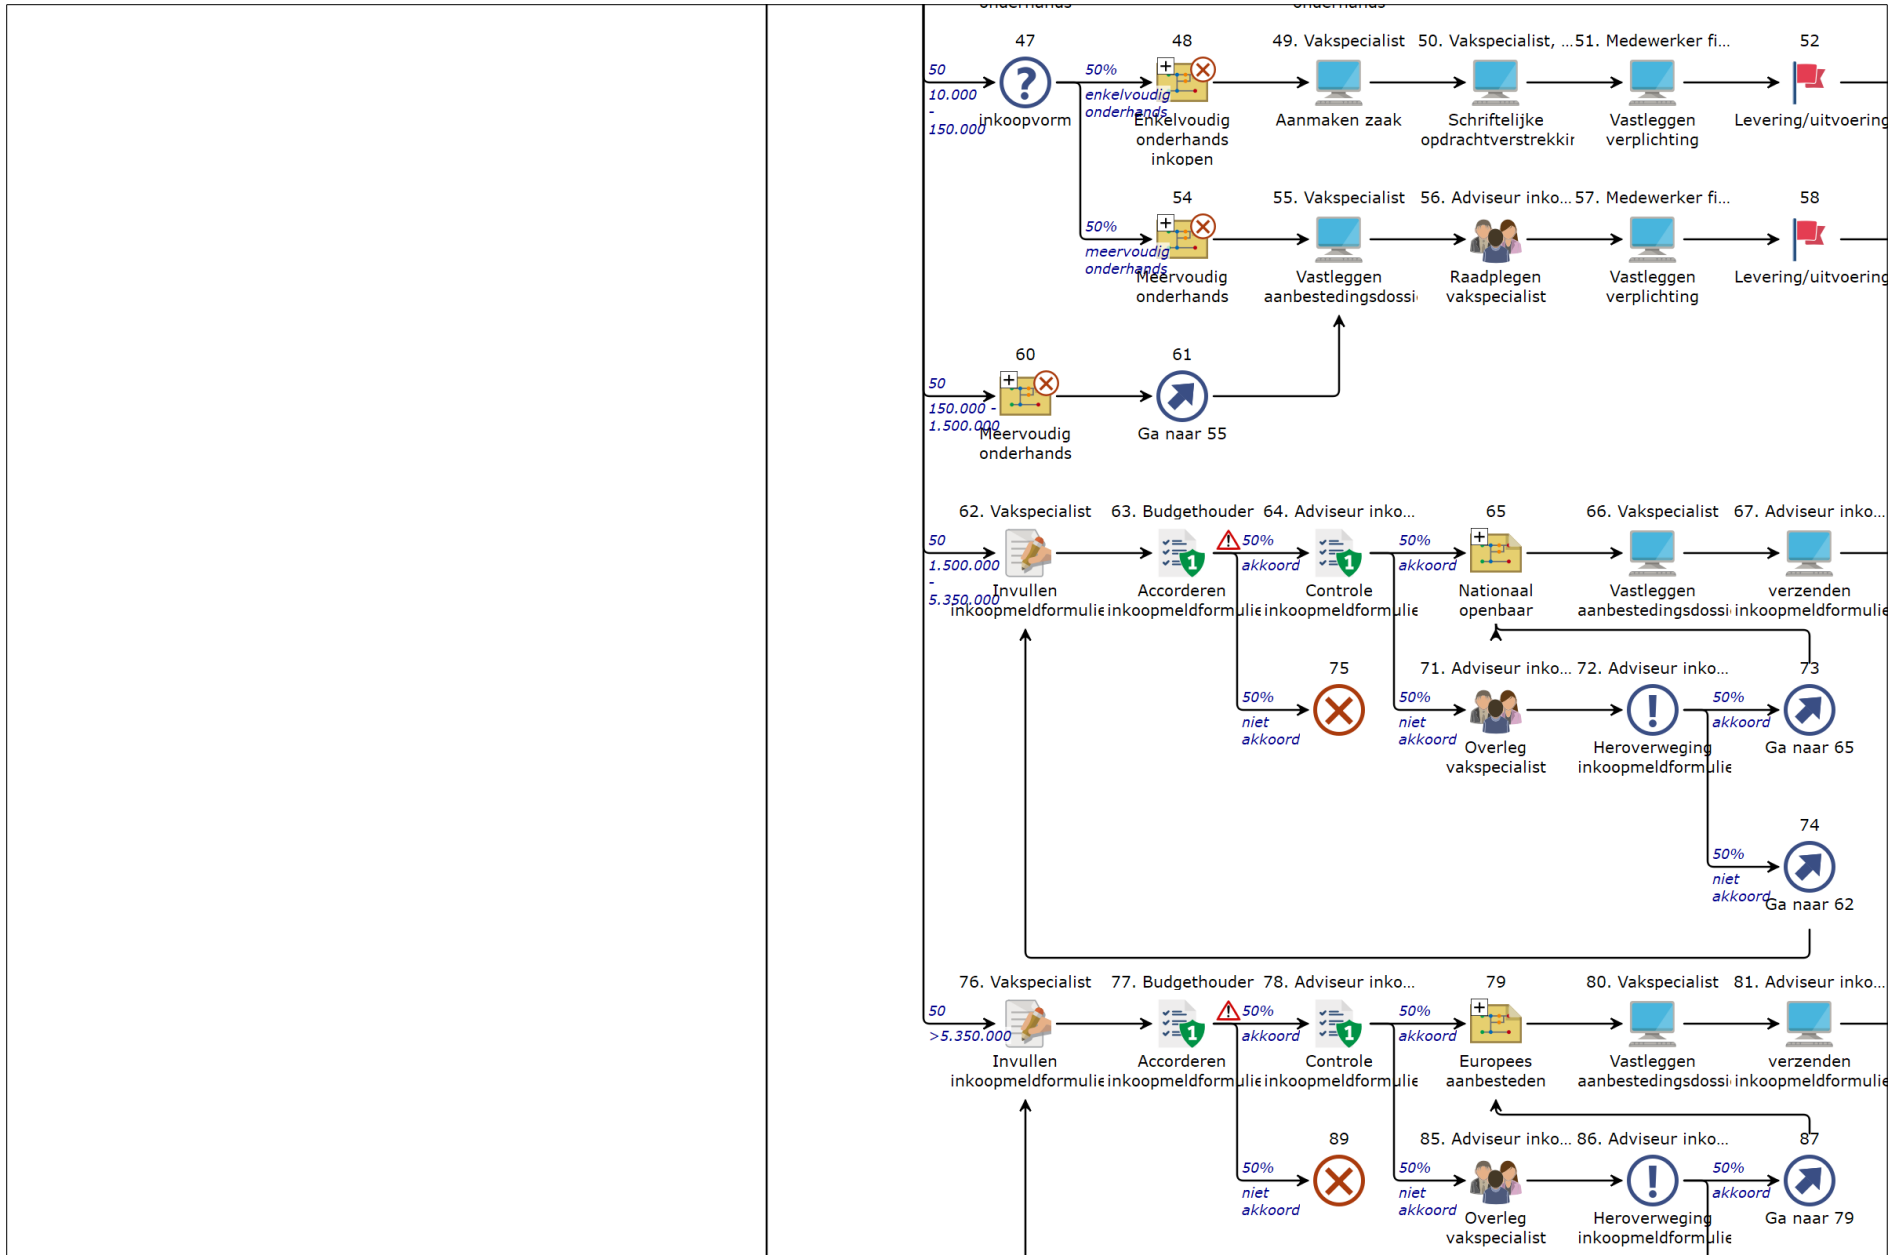 47
48
49. Vakspecialist
50. Vakspecialist, ...
51. Medewerker fi...
52
50
10.000
-
150.000
inkoopvorm
50%
enkelvoudig
onderhands
Enkelvoudig
onderhands
inkopen
Aanmaken zaak
Schriftelijke
opdrachtverstrekkin
Vastleggen
verplichting
Levering/uitvoering
54
55. Vakspecialist
56. Adviseur inko...
57. Medewerker fi...
58
50%
meervoudig
onderhands
Meervoudig
onderhands
Vastleggen
aanbestedingsdossi
Raadplegen
vakspecialist
Vastleggen
verplichting
Levering/uitvoering
60
61
50
150.000 -
1.500.000
Meervoudig
onderhands
Ga naar 55
62. Vakspecialist
63. Budgethouder
64. Adviseur inko...
65
66. Vakspecialist
67. Adviseur inko...
50
1.500.000
-
5.350.000
Invullen
inkoopmeldformulie
Accorderen
inkoopmeldformulie
50%
akkoord
Controle
inkoopmeldformulie
50%
akkoord
Nationaal
openbaar
Vastleggen
aanbestedingsdossi
verzenden
inkoopmeldformulie
75
71. Adviseur inko...
72. Adviseur inko...
73
50%
niet
akkoord
50%
niet
akkoord
Overleg
vakspecialist
Heroverweging
inkoopmeldformulie
50%
akkoord
Ga naar 65
74
50%
niet
akkoord
Ga naar 62
76. Vakspecialist
77. Budgethouder
78. Adviseur inko...
79
80. Vakspecialist
81. Adviseur inko...
50
>5.350.000
Invullen
inkoopmeldformulie
Accorderen
inkoopmeldformulie
50%
akkoord
Controle
inkoopmeldformulie
50%
akkoord
Europees
aanbesteden
Vastleggen
aanbestedingsdossi
verzenden
inkoopmeldformulie
89
85. Adviseur inko...
86. Adviseur inko...
87
50%
niet
akkoord
50%
niet
akkoord
Overleg
vakspecialist
Heroverweging
inkoopmeldformulie
50%
akkoord
Ga naar 79